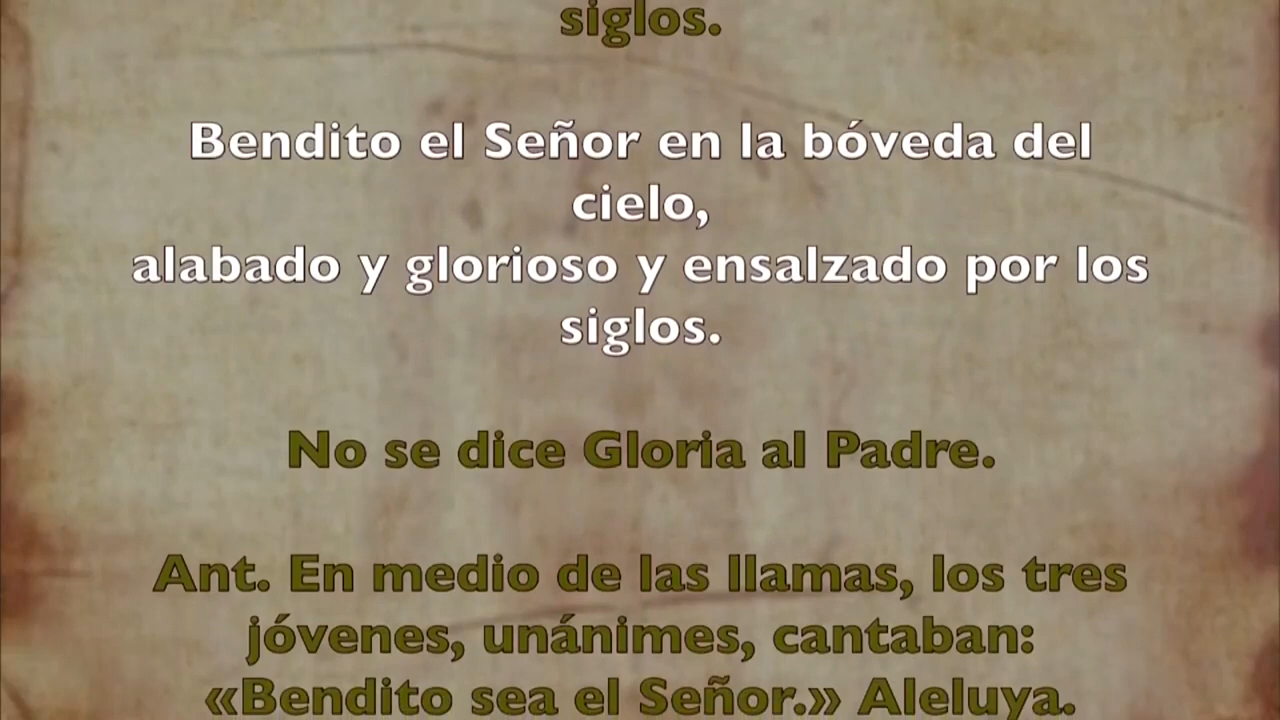 siglos.
Bendito el Señor en la bóveda del
cielo,
alabado y glorioso y ensalzado por los
siglos.
No se dice Gloria al Padre.
Ant. En medio de las llamas, los tres
jóvenes, unánimes, cantaban:
«Bendito sea el Señor.» Aleluya.